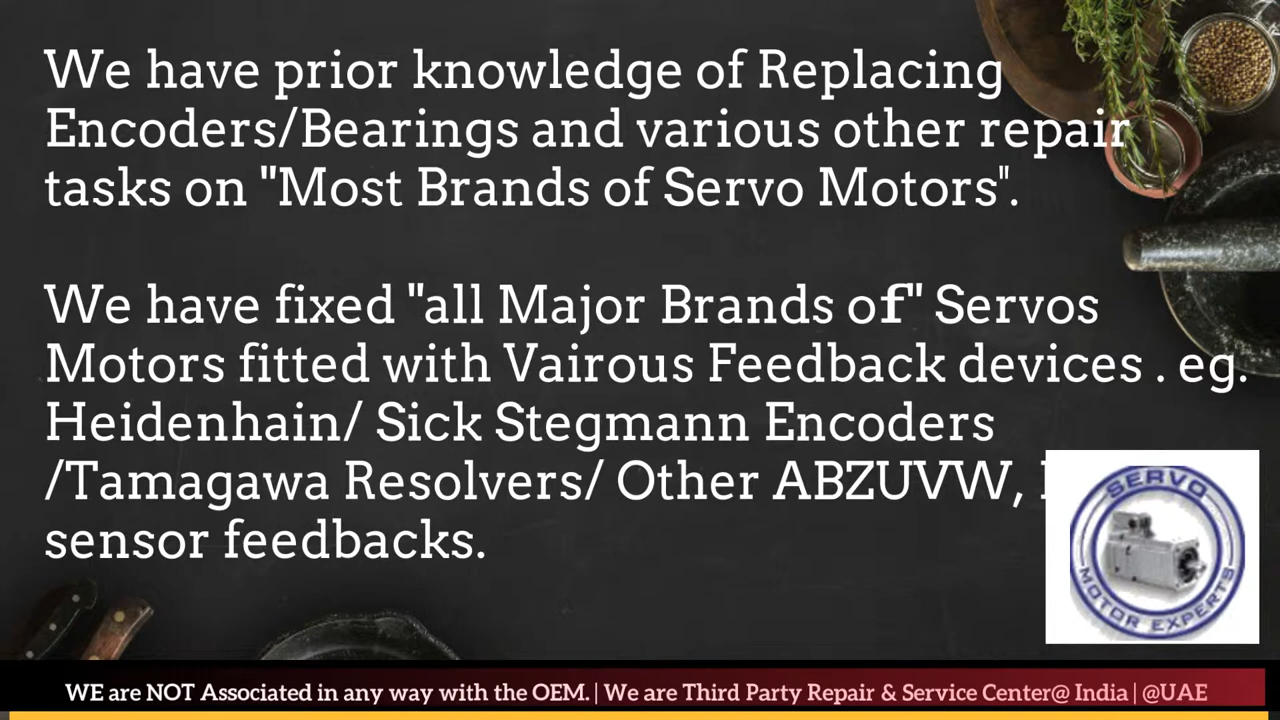 We have prior knowledge of Replacing
Encoders/Bearings and various other repair
tasks on "Most Brands of Servo Motors".
We have fixed "all Major Brands of" Servos
Motors fitted with Vairous Feedback devices . eg.
Heidenhain/ Sick Stegmann Encoders
/Tamagawa Resolvers/ Other ABZUVW,
sensor feedbacks.
SERVO
MOTOR EXPERTS
WE are NOT Associated in any way with the OEM. | We are Third Party Repair & Service Center@ India | @UAE